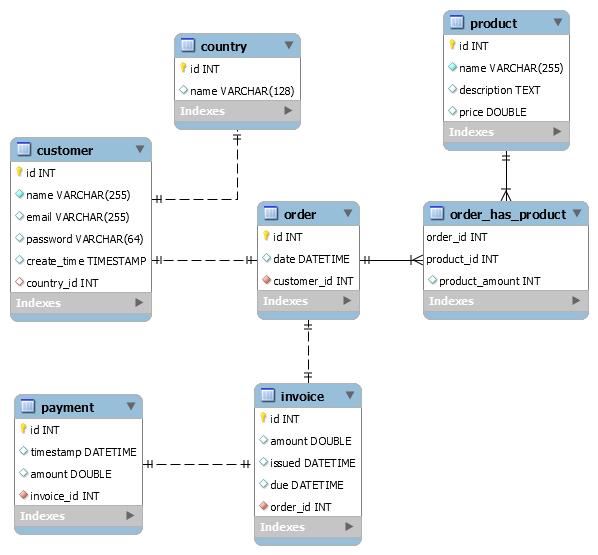 country
id INT
name VARCHAR(128)
Indexes
product
id INT
name VARCHAR(255)
description TEXT
price DOUBLE
Indexes
customer
id INT
name VARCHAR(255)
email VARCHAR(255)
password VARCHAR(64)
create_time TIMESTAMP
country_id INT
Indexes
order
id INT
date DATETIME
customer_id INT
Indexes
order_has_product
order_id INT
product_id INT
product_amount INT
Indexes
payment
id INT
timestamp DATETIME
amount DOUBLE
invoice_id INT
Indexes
invoice
id INT
amount DOUBLE
issued DATETIME
due DATETIME
order_id INT
Indexes